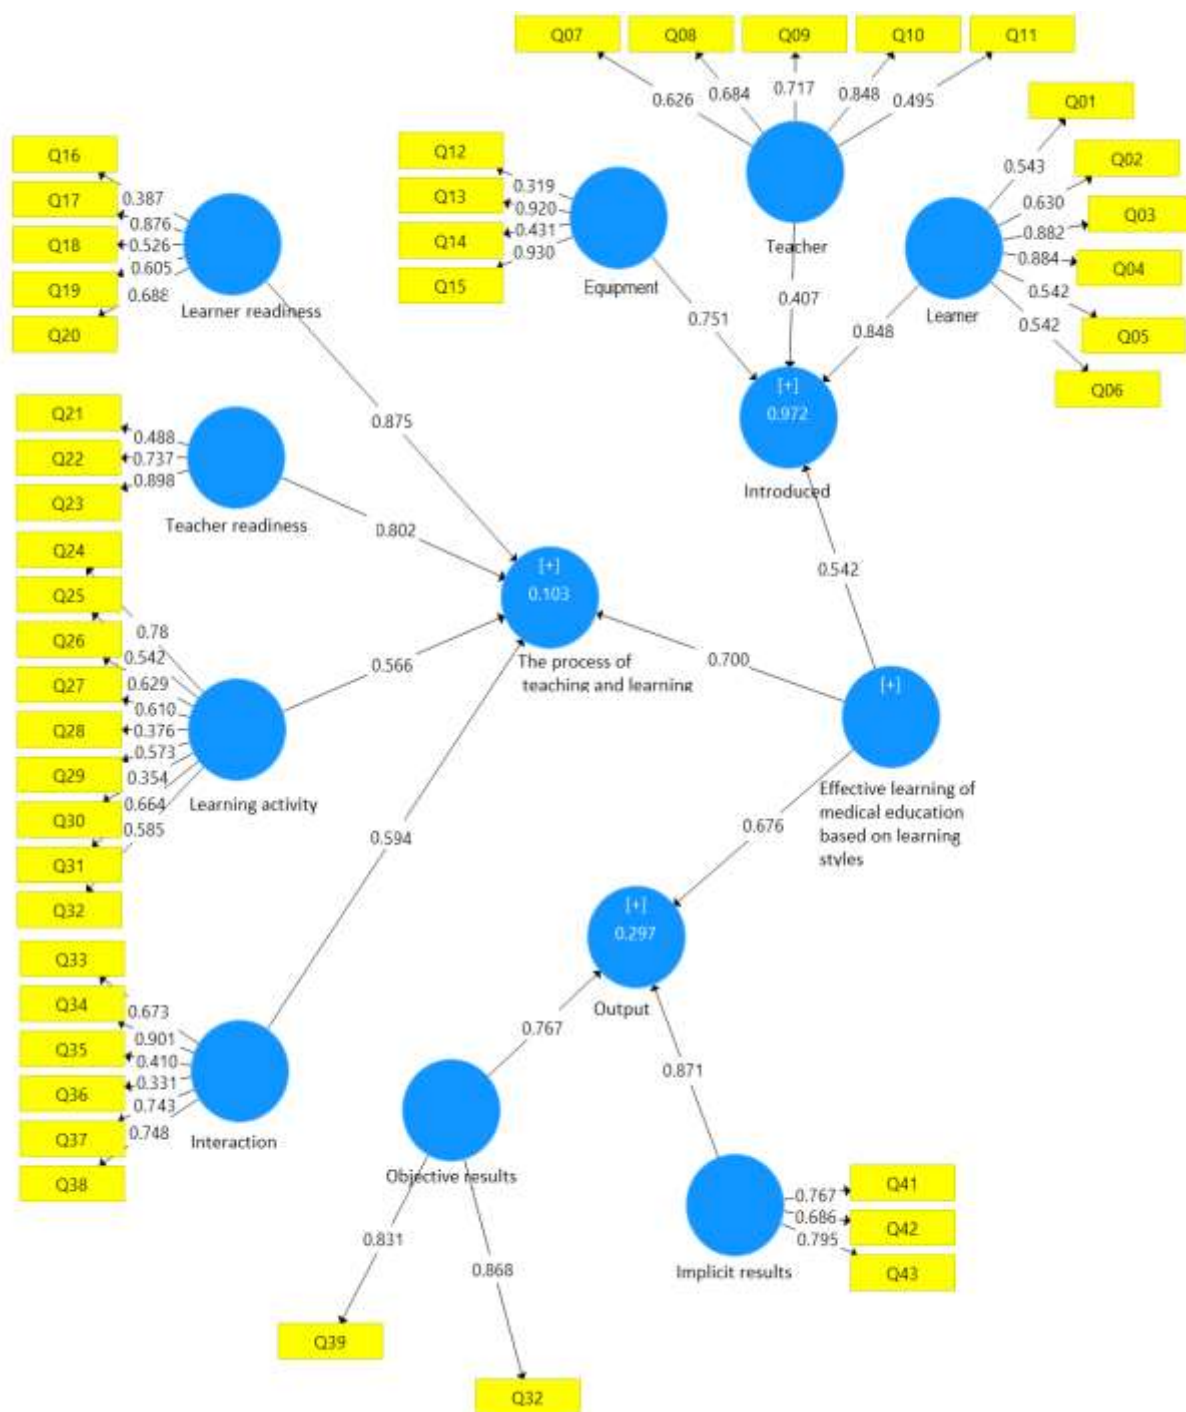 Q07
Q08
Q09
Q10
Q11
0.626
0.684
0.717
0.848
0.495
Teacher
0.407
Q01
Q02
Q03
Q04
Q05
Q06
0.543
0.630
0.882
0.884
0.542
0.542
Learner
0.848
Q12
Q13
Q14
Q15
0.319
0.920
0.431
0.930
Equipment
0.751
[+]
0.972
Introduced
0.542
Q16
Q17
Q18
Q19
Q20
0.387
0.876
0.526
0.605
0.688
Learner readiness
0.875
Q21
Q22
Q23
0.488
0.737
0.898
Teacher readiness
0.802
[+]
0.103
The process of
teaching and learning
0.700
[+]
Effective learning of
medical education
based on learning
styles
0.676
Q24
Q25
Q26
Q27
Q28
Q29
Q30
Q31
Q32
0.78
0.542
0.629
0.610
0.376
0.573
0.354
0.664
0.585
Learning activity
0.566
Q33
Q34
Q35
Q36
Q37
Q38
0.673
0.901
0.410
0.331
0.743
0.748
Interaction
0.594
[+]
0.297
Output
0.767
0.871
Objective results
0.831
0.868
Q39
Q32
Implicit results
0.767
0.686
0.795
Q41
Q42
Q43